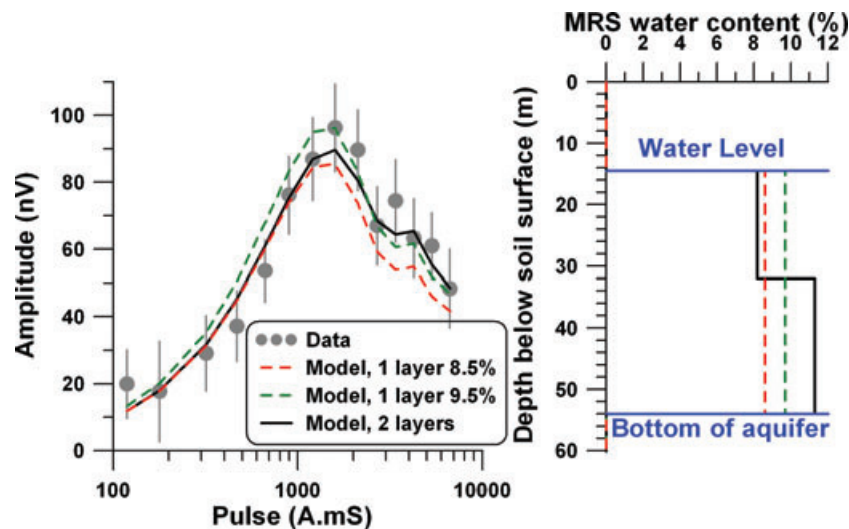 MRS water content (%)
0 2 4 6 8 10 12
Amplitude (nV)
100
80
60
40
20
0
100 1000 10000
Pulse (A.mS)
Data
Model, 1 layer 8.5%
Model, 1 layer 9.5%
Model, 2 layers
Depth below soil surface (m)
0
10
20
30
40
50
60
Water Level
Bottom of aquifer